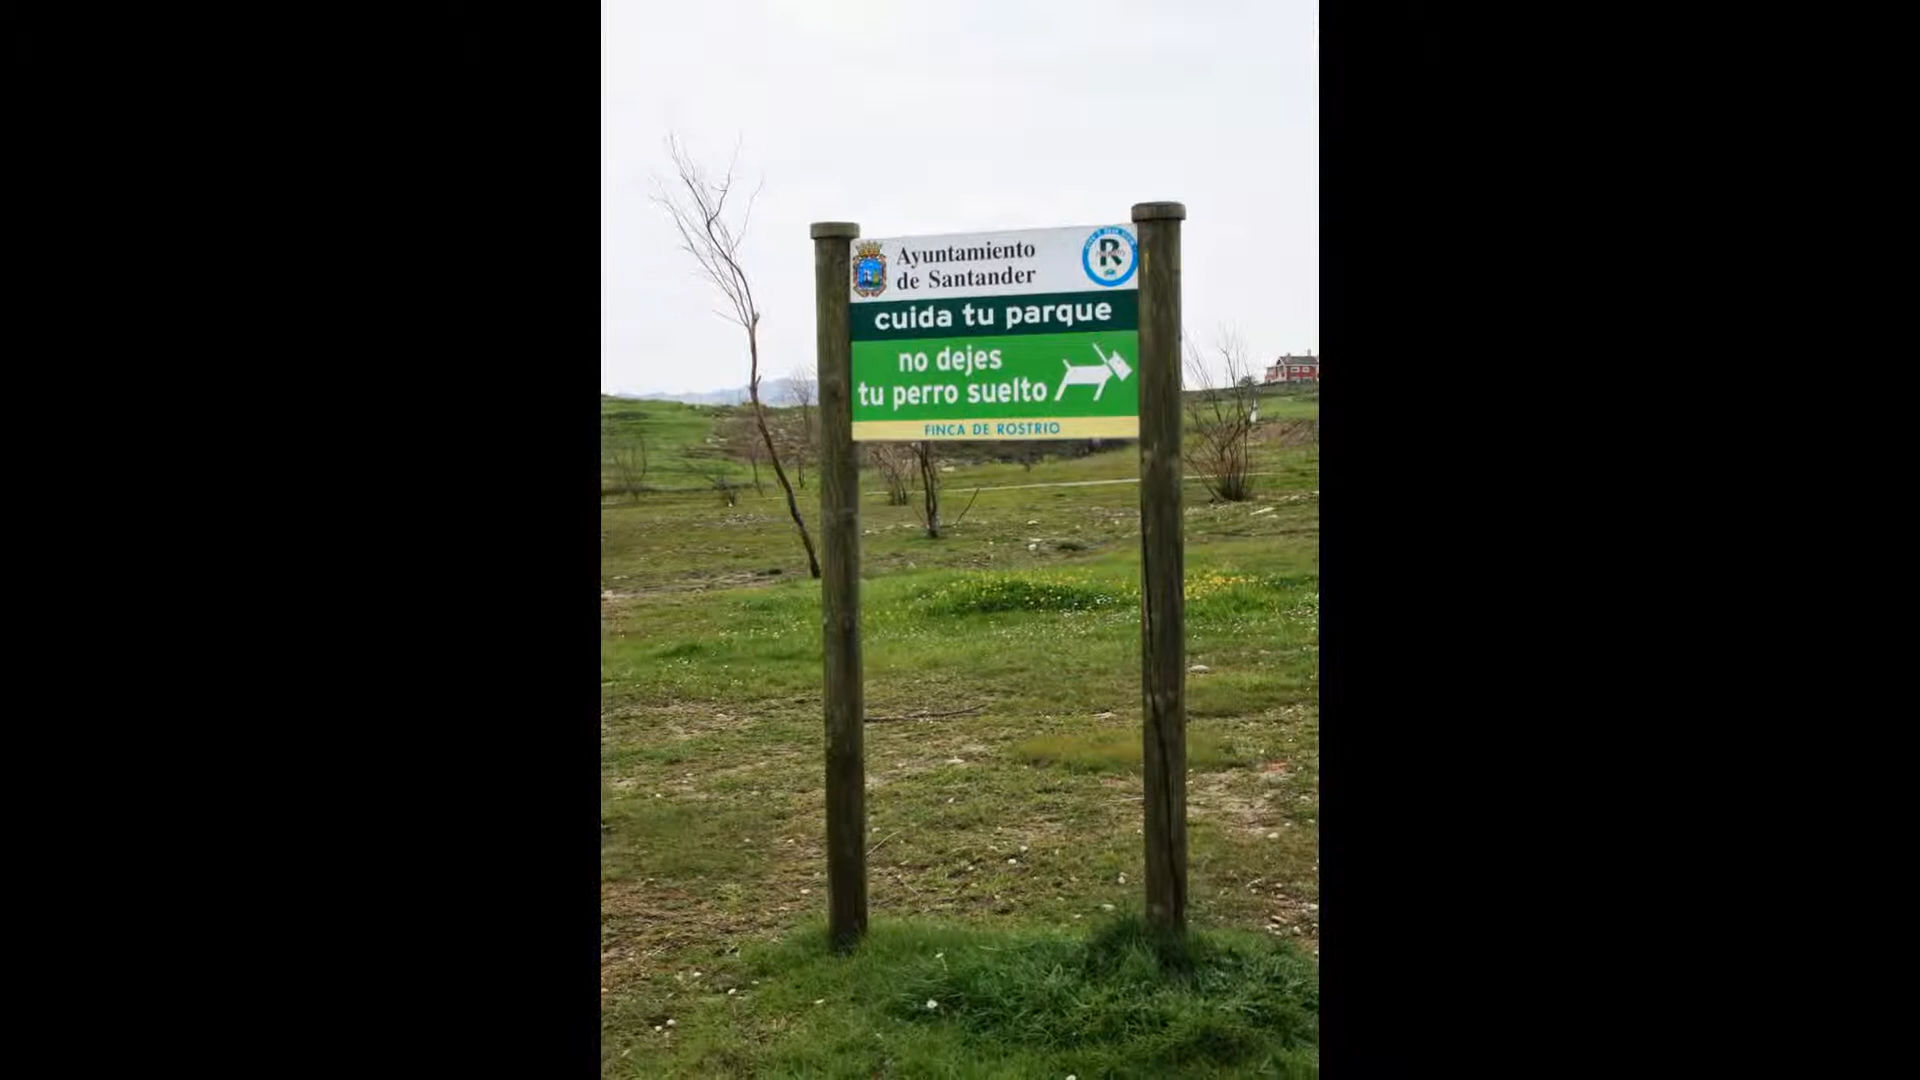 Ayuntamiento
de Santander
R
cuida tu parque
no dejes
tu perro suelto
FINCA DE ROSTRIO